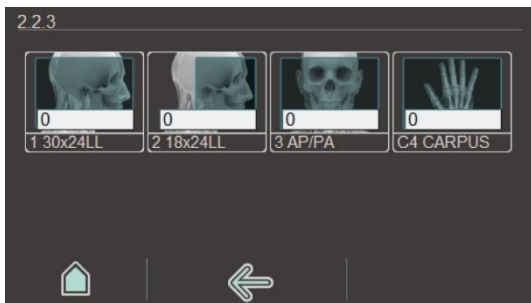 2.2.3
0
0
0
0
1 30x24LL
2 18x24LL
3 AP/PA
C4 CARPUS